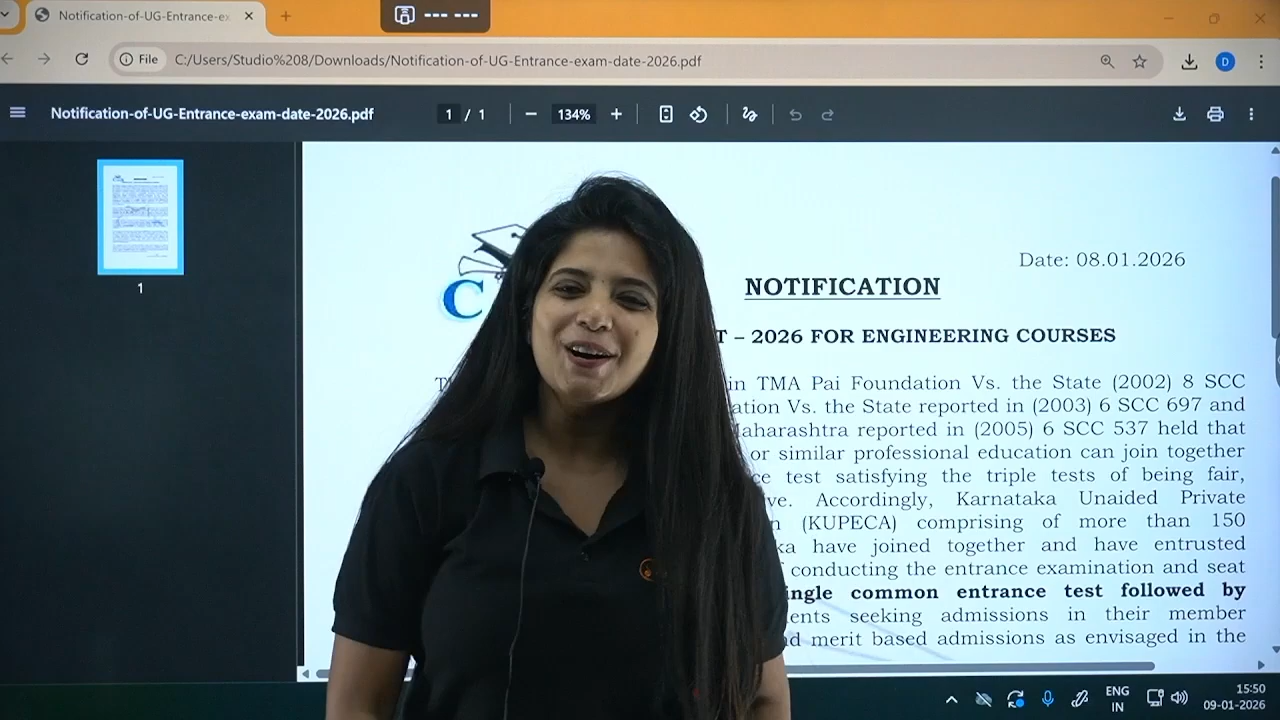 Notification-of-UG-Entrance-ex
File
C:/Users/Studio%208/Downloads/Notification-of-UG-Entrance-exam-date-2026.pdf
D
Notification-of-UG-Entrance-exam-date-2026.pdf
1 / 1
134%
1
C
Date: 08.01.2026
NOTIFICATION
T – 2026 FOR ENGINEERING COURSES
in TMA Pai Foundation Vs. the State (2002) 8 SCC
ation Vs. the State reported in (2003) 6 SCC 697 and
Maharashtra reported in (2005) 6 SCC 537 held that
or similar professional education can join together
ce test satisfying the triple tests of being fair,
ve. Accordingly, Karnataka Unaided Private
n (KUPECA) comprising of more than 150
ka have joined together and have entrusted
conducting the entrance examination and seat
ingle common entrance test followed by
ents seeking admissions in their member
d merit based admissions as envisaged in the
ENG
IN
15:50
09-01-2026